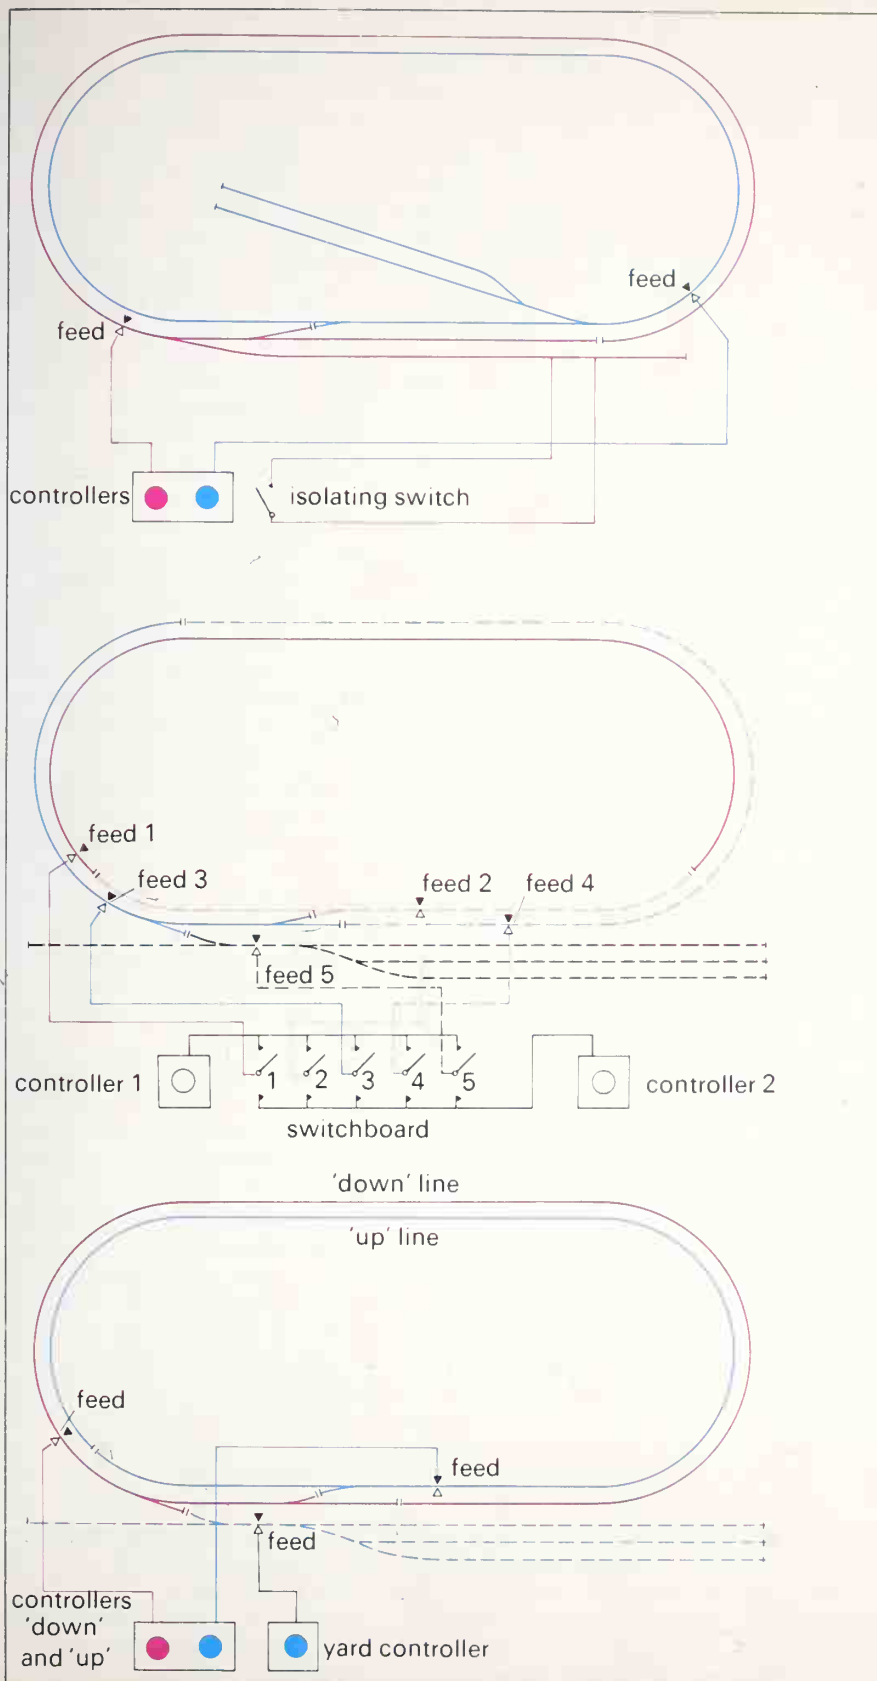 feed
feed
controllers
isolating switch
feed 1
feed 3
feed 2
feed 4
feed 5
controller 1
1
2
3
4
5
controller 2
switchboard
'down' line
'up' line
feed
feed
feed
controllers
'down'
and 'up'
yard controller